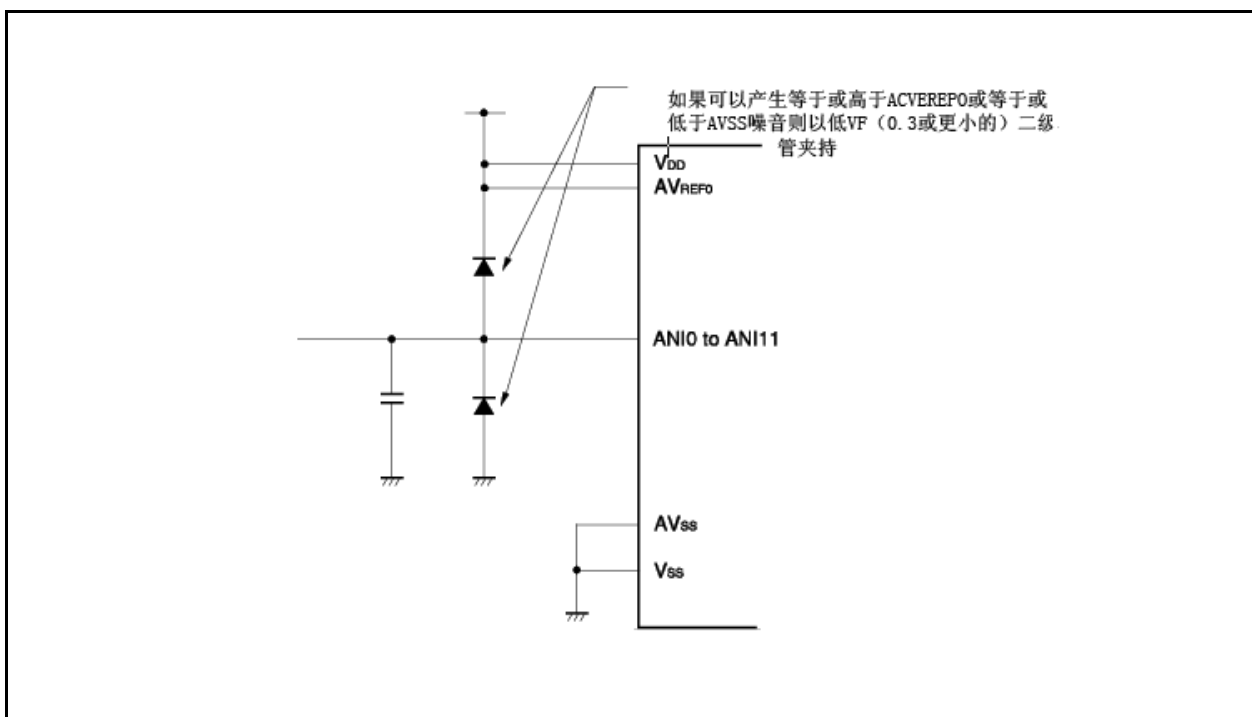 如果可以产生等于或高于ACVEREPO或等于或
低于AVSS噪音则以低VF（0.3或更小的）二级
管夹持
VDD
AVREF0
ANI0 to ANI11
AVSS
VSS